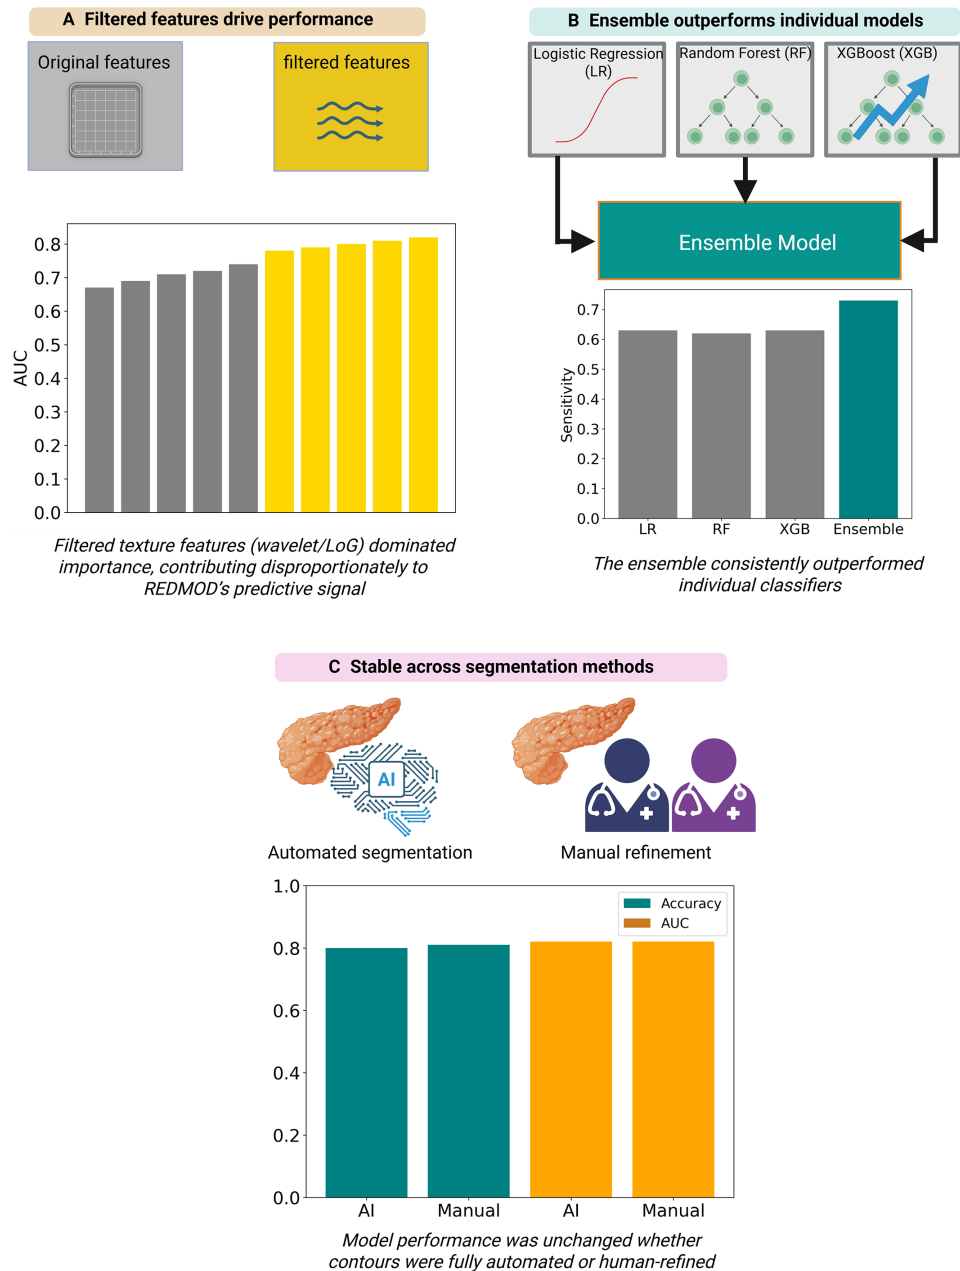 A Filtered features drive performance
Original features
filtered features
AUC
0.8
0.7
0.6
0.5
0.4
0.3
0.2
0.1
0.0
Filtered texture features (wavelet/LoG) dominated
importance, contributing disproportionately to
REDMOD's predictive signal
B Ensemble outperforms individual models
Logistic Regression
(LR)
Random Forest (RF)
XGBoost (XGB)
Ensemble Model
Sensitivity
0.7
0.6
0.5
0.4
0.3
0.2
0.1
0.0
LR RF XGB Ensemble
The ensemble consistently outperformed
individual classifiers
C Stable across segmentation methods
AI
Automated segmentation
Manual refinement
1.0
0.8
0.6
0.4
0.2
0.0
Accuracy
AUC
AI Manual AI Manual
Model performance was unchanged whether
contours were fully automated or human-refined